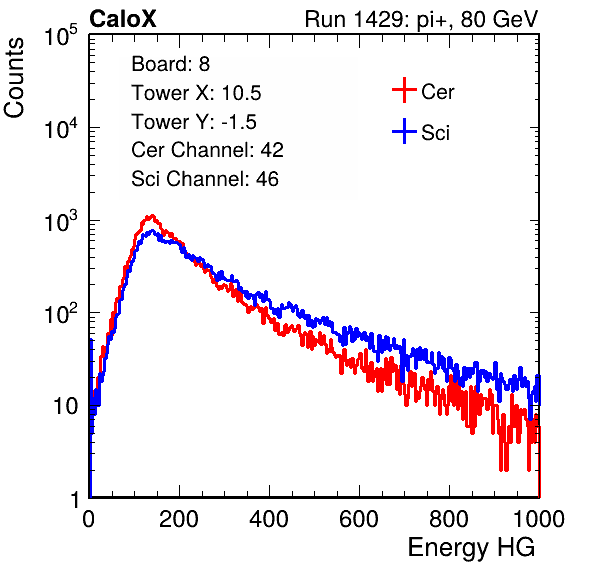 CaloX Run 1429: pi+, 80 GeV
Counts
Board: 8
Tower X: 10.5
Tower Y: -1.5
Cer Channel: 42
Sci Channel: 46
Cer
Sci
10^5
10^4
10^3
10^2
10
1
0 200 400 600 800 1000
Energy HG